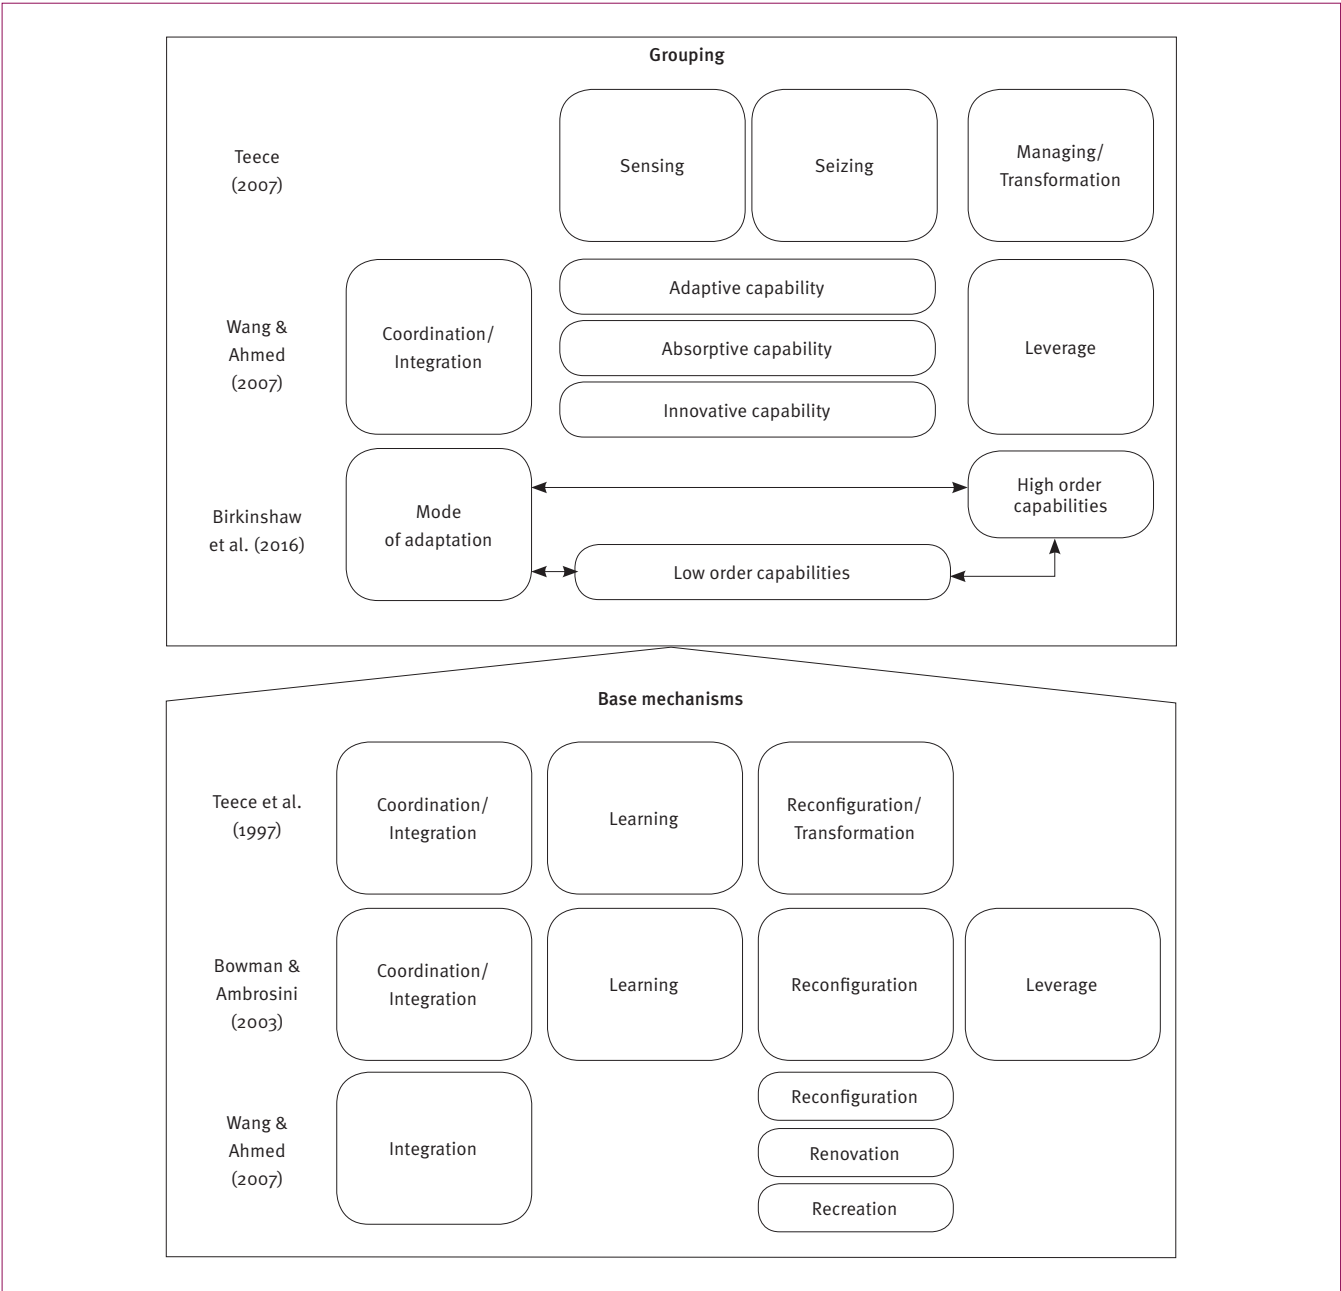 Grouping
Teece
(2007)
Sensing
Seizing
Managing/
Transformation
Wang &
Ahmed
(2007)
Coordination/
Integration
Adaptive capability
Absorptive capability
Innovative capability
Leverage
Birkinshaw
et al. (2016)
Mode
of adaptation
High order
capabilities
Low order capabilities
Base mechanisms
Teece et al.
(1997)
Coordination/
Integration
Learning
Reconfiguration/
Transformation
Bowman &
Ambrosini
(2003)
Coordination/
Integration
Learning
Reconfiguration
Leverage
Wang &
Ahmed
(2007)
Integration
Reconfiguration
Renovation
Recreation